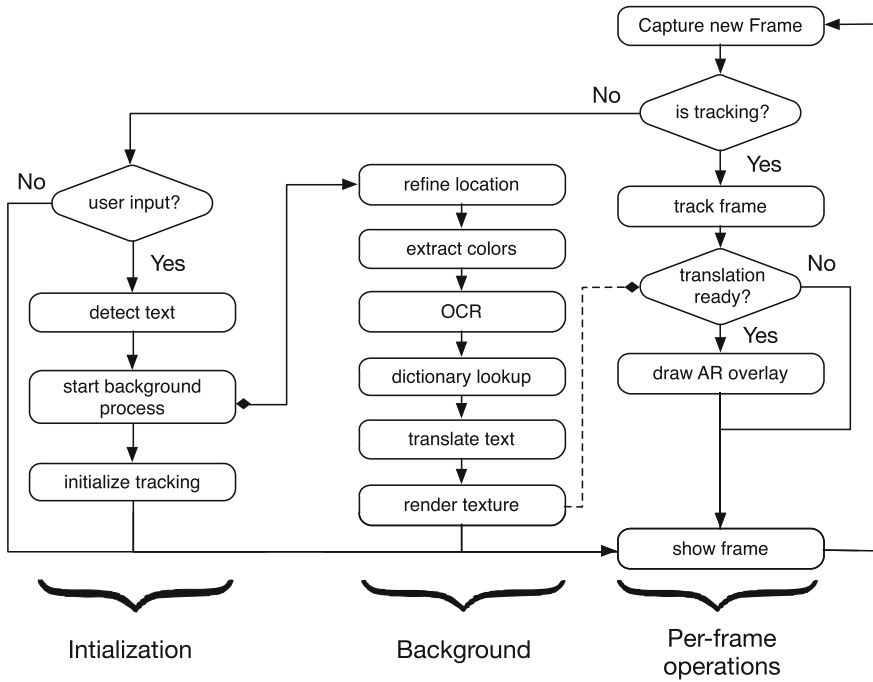 Capture new Frame
No
is tracking?
Yes
No
user input?
Yes
detect text
start background
process
initialize tracking
refine location
extract colors
OCR
dictionary lookup
translate text
render texture
track frame
translation
ready?
No
Yes
draw AR overlay
show frame
Intialization
Background
Per-frame
operations